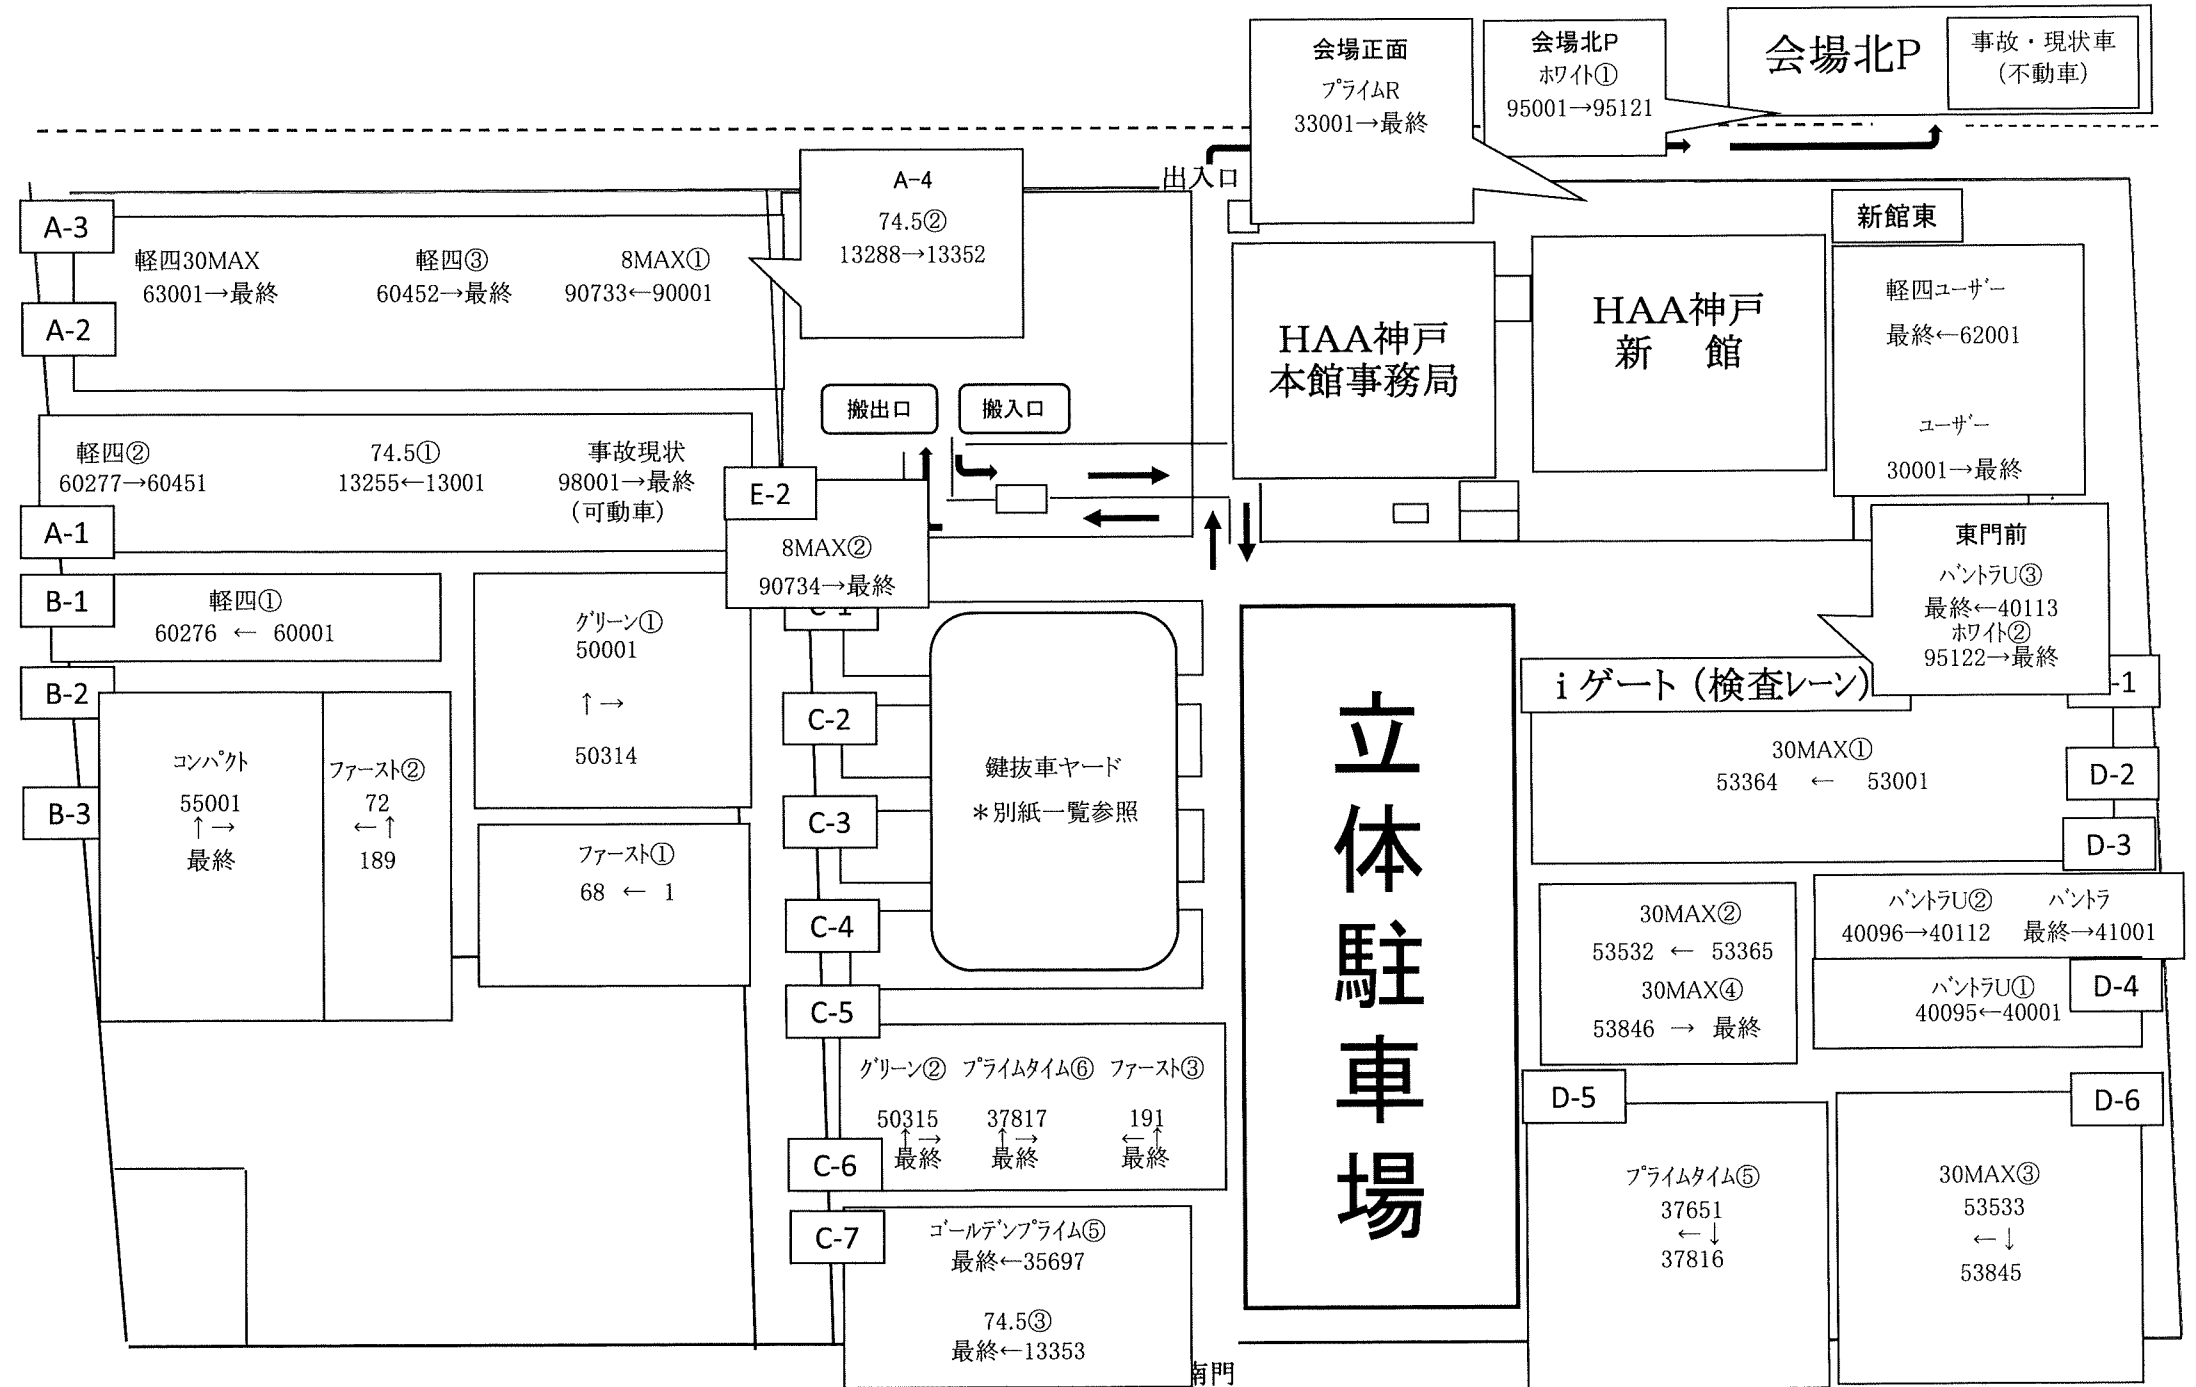 会場正面
プライムR
33001→最終
会場北P
ホワイト①
95001→95121
会場北P
事故・現状車
(不動車)
出入口
A-4
74.5②
13288→13352
A-3
軽四30MAX
63001→最終
軽四③
60452→最終
8MAX①
90733←90001
A-2
新館東
軽四ユーザー
最終←62001
ユーザー
30001→最終
HAA神戸
本館事務局
HAA神戸
新 館
搬出口
搬入口
軽四②
60277→60451
74.5①
13255←13001
事故現状
98001→最終
(可動車)
A-1
E-2
8MAX②
90734→最終
東門前
バントラU③
最終←40113
ホワイト②
95122→最終
B-1
軽四①
60276 ← 60001
グリーン①
50001
↑→
50314
B-2
コンパクト
55001
↑→
最終
ファースト②
72
←↑
189
B-3
ファースト①
68 ← 1
C-2
C-3
C-4
C-5
鍵抜車ヤード
*別紙一覧参照
立体駐車場
iゲート(検査レーン)
-1
30MAX①
53364 ← 53001
D-2
D-3
30MAX②
53532 ← 53365
30MAX④
53846 → 最終
バントラU②
40096→40112
バントラ
最終→41001
バントラU①
40095←40001
D-4
グリーン②
50315
↑→
最終
プライムタイム⑥
37817
↑→
最終
ファースト③
191
←↑
最終
C-6
C-7
ゴールデンプライム⑤
最終←35697
74.5③
最終←13353
南門
D-5
プライムタイム⑤
37651
←↓
37816
D-6
30MAX③
53533
←↓
53845